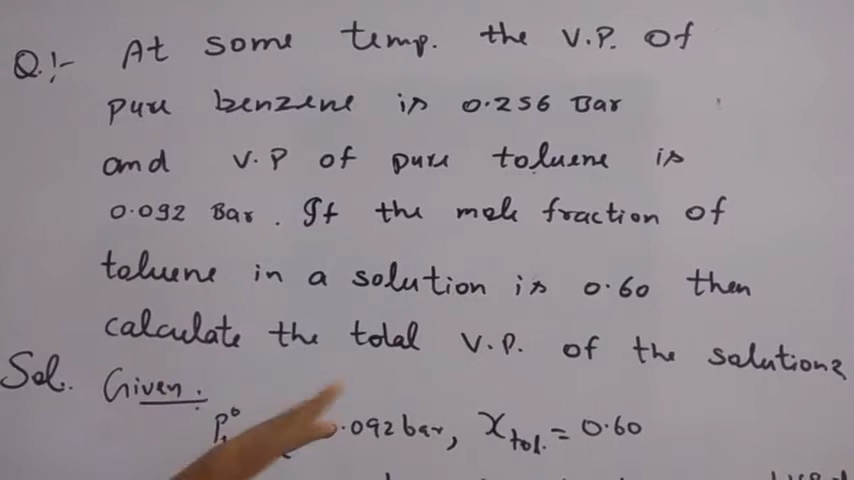 Q.:- At some temp. the V.P. of
pure benzene is 0.256 Bar
and V.P of pure toluene is
0.092 Bar. If the mole fraction of
toluene in a solution is 0.60 then
calculate the total V.P. of the solution?
Sol. Given.
P° .092 bar, x tol. = 0.60